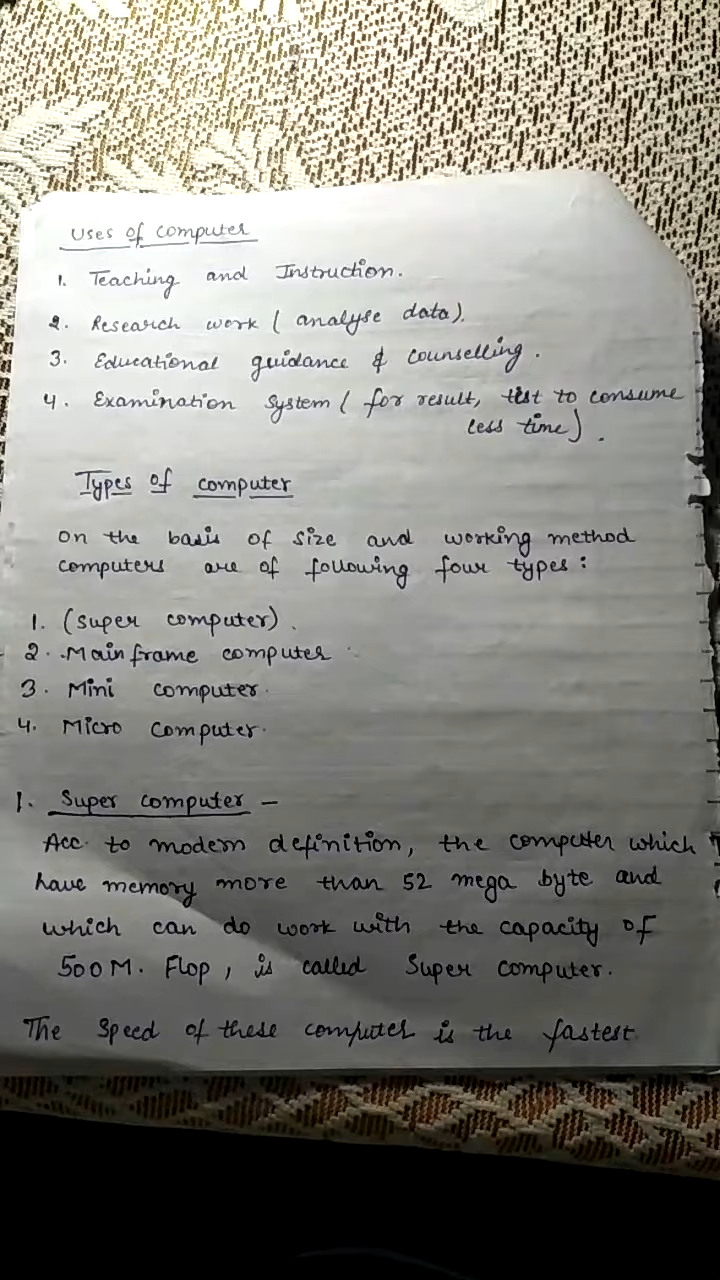 Uses of computer
1. Teaching and Instruction.
2. Research work ( analyse data).
3. Educational guidance & counselling.
4. Examination System ( for result, test to consume
less time).
Types of computer
on the basis of size and working method
computers are of following four types:
1. (super computer).
2. Main frame computer
3. Mini computer.
4. Micro computer.
1. Super computer -
Acc. to modern definition, the computer which
have memory more than 52 mega byte and
which can do work with the capacity of
500 M. Flop, is called Super computer.
The speed of these computer is the fastest